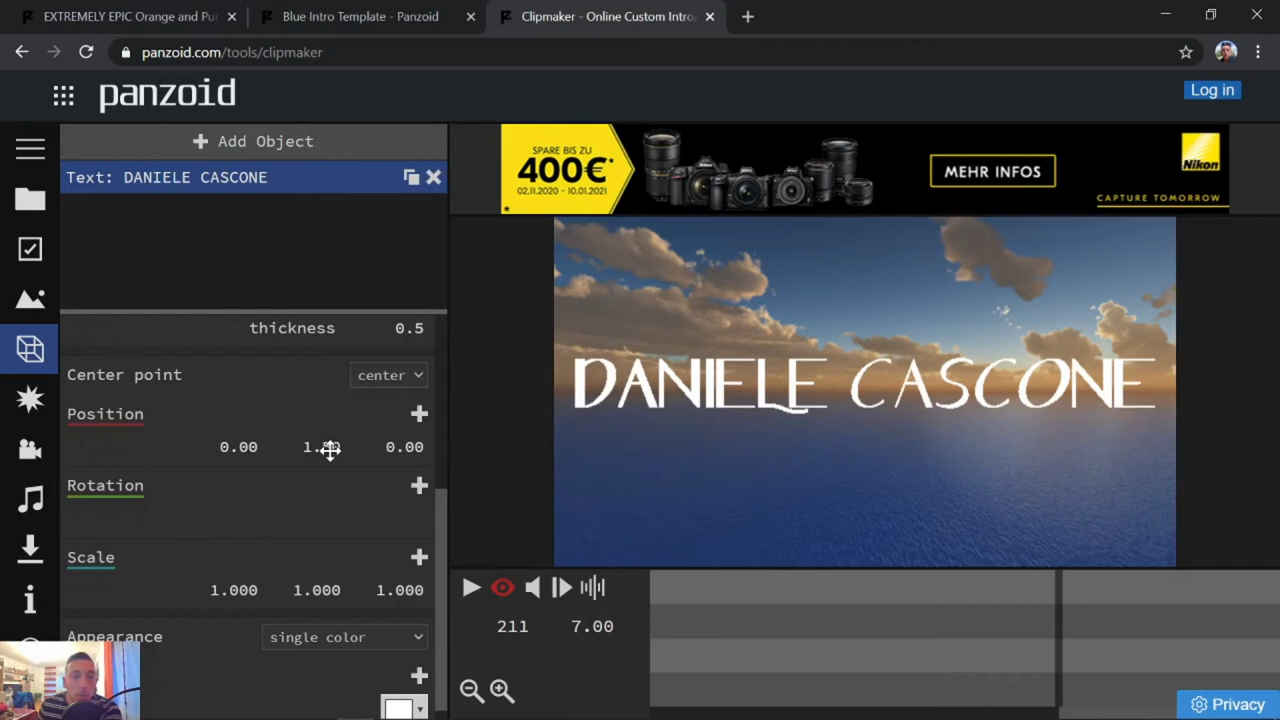 EXTREMELY EPIC Orange and Pu
Blue Intro Template - Panzoid
Clipmaker - Online Custom Intro
panzoid.com/tools/clipmaker
panzoid
Log in
Add Object
Text: DANIELE CASCONE
SPARE BIS ZU
400€*
02.11.2020 - 10.01.2021
*
MEHR INFOS
Nikon
CAPTURE TOMORROW
thickness 0.5
Center point center
Position
0.00 0.00
Rotation
Scale
1.000 1.000 1.000
Appearance single color
DANIELE CASCONE
211 7.00
Privacy